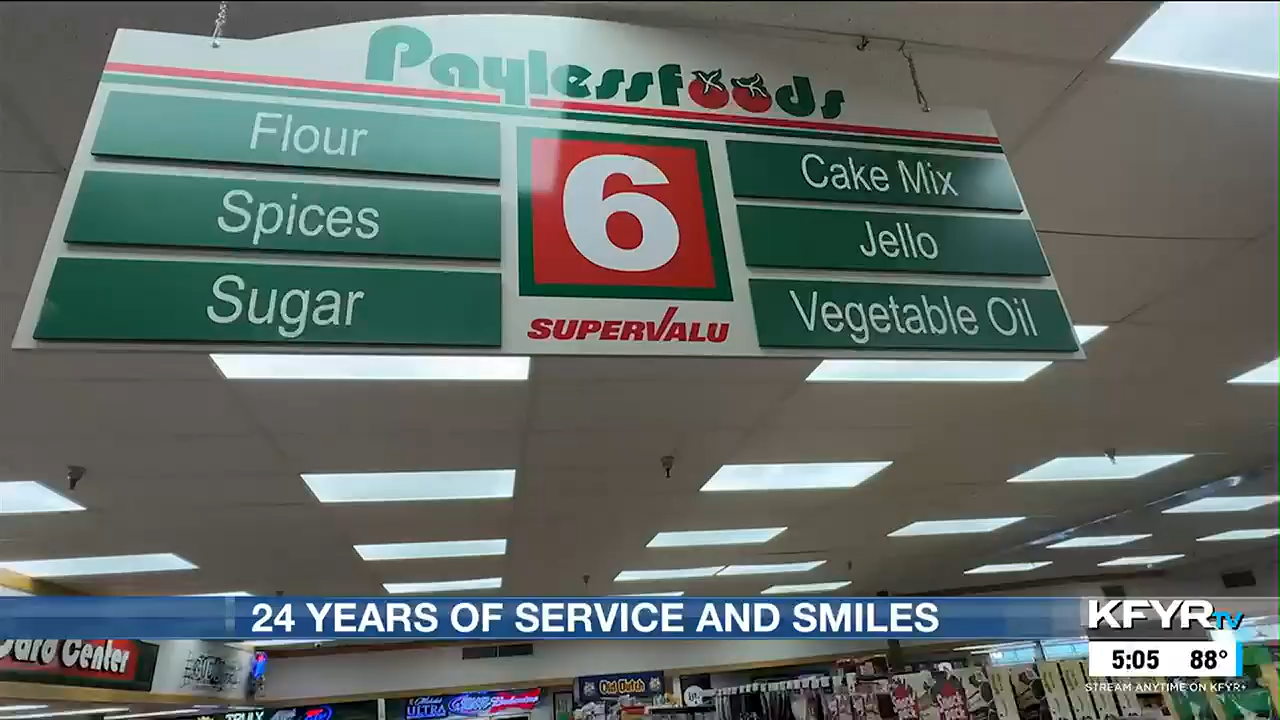 Paylessfoods
Flour
Spices
Sugar
6
SUPERVALU
Cake Mix
Jello
Vegetable Oil
24 YEARS OF SERVICE AND SMILES
KFYR TV
5:05 88°
STREAM ANYTIME ON KFYR+
Card Center
Old Dutch
ULTRA